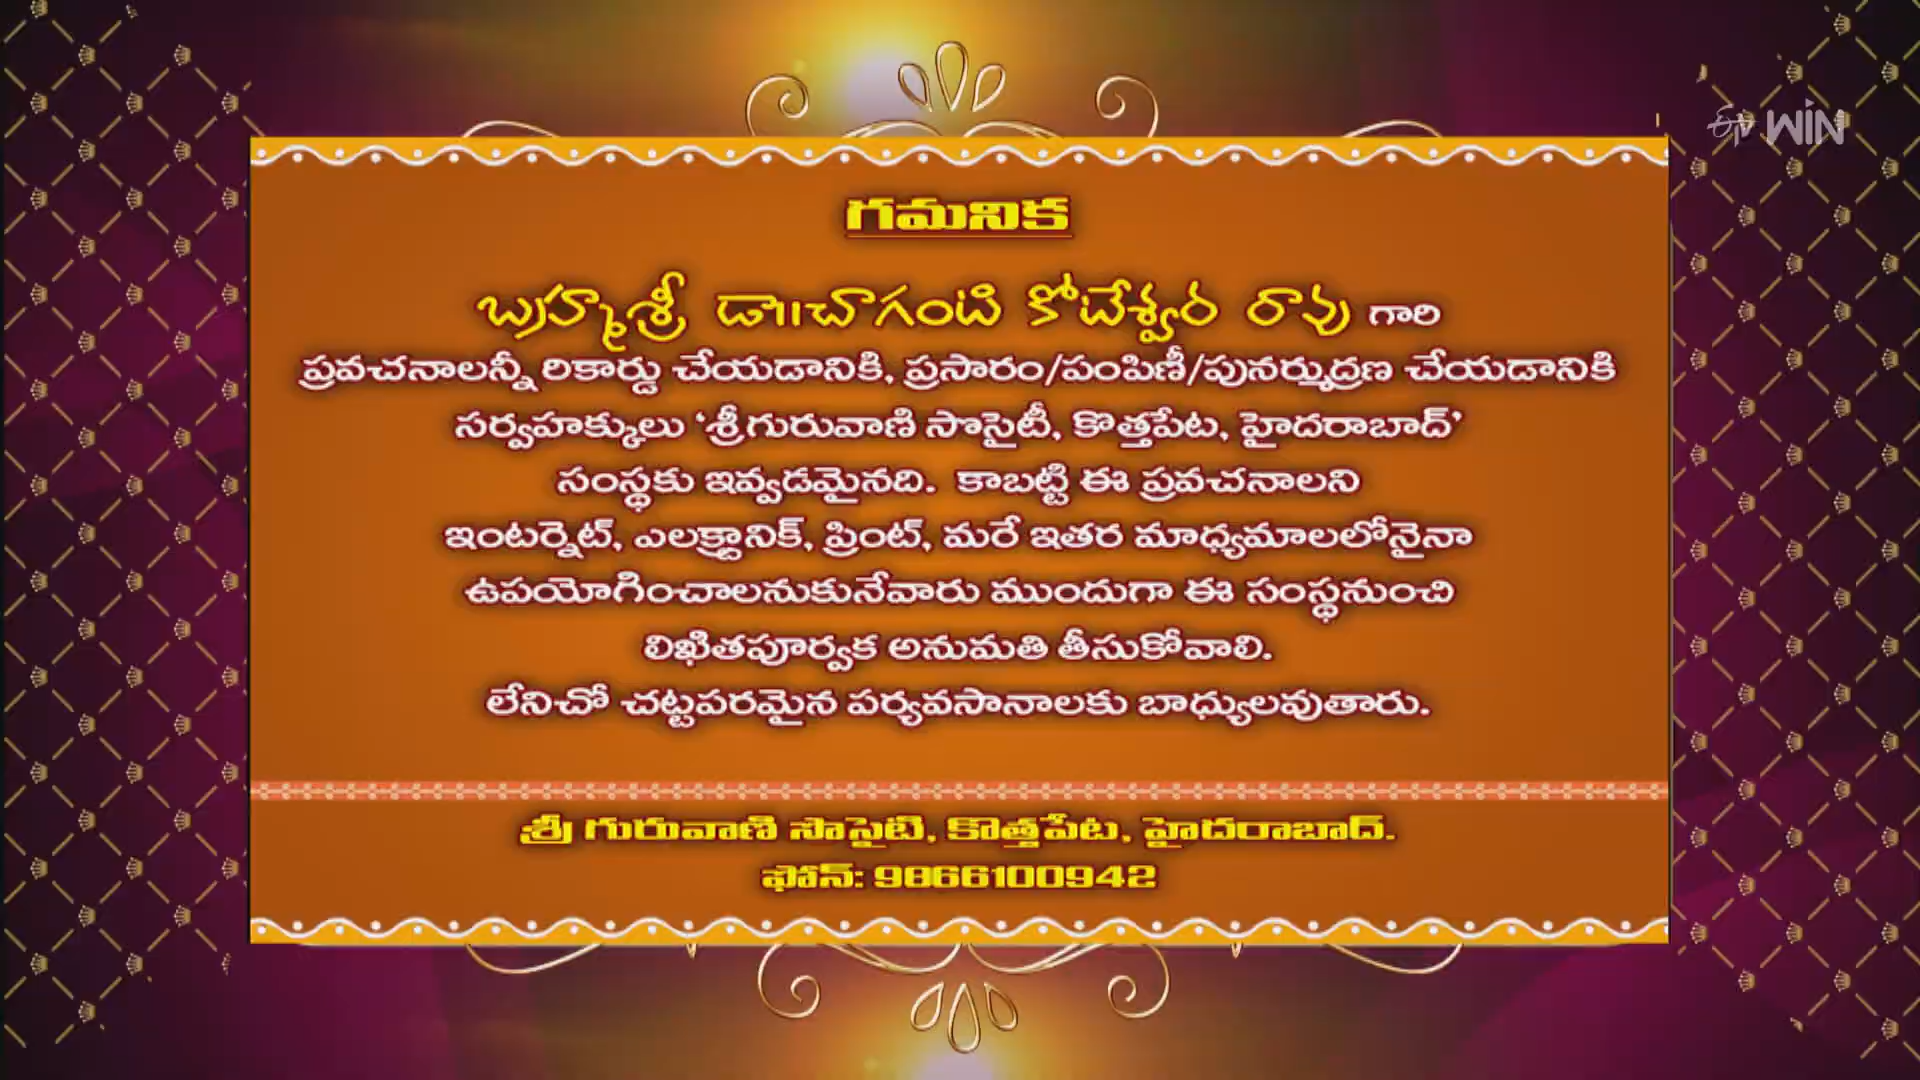 ఈటీవీ WIN
గమనిక
బ్రహ్మశ్రీ డా॥చాగంటి కోటేశ్వర రావు గారి
ప్రవచనాలన్నీ రికార్డు చేయడానికి, ప్రసారం/పంపిణీ/పునర్ముద్రణ చేయడానికి
సర్వహక్కులు ‘శ్రీగురువాణి సొసైటీ, కొత్తపేట, హైదరాబాద్’
సంస్థకు ఇవ్వడమైనది. కాబట్టి ఈ ప్రవచనాలని
ఇంటర్నెట్, ఎలక్ట్రానిక్, ప్రింట్, మరే ఇతర మాధ్యమాలలోనైనా
ఉపయోగించాలనుకునేవారు ముందుగా ఈ సంస్థనుంచి
లిఖితపూర్వక అనుమతి తీసుకోవాలి.
లేనిచో చట్టపరమైన పర్యవసానాలకు బాధ్యులవుతారు.
శ్రీ గురువాణి సొసైటి, కొత్తపేట, హైదరాబాద్.
ఫోన్: 9866100942